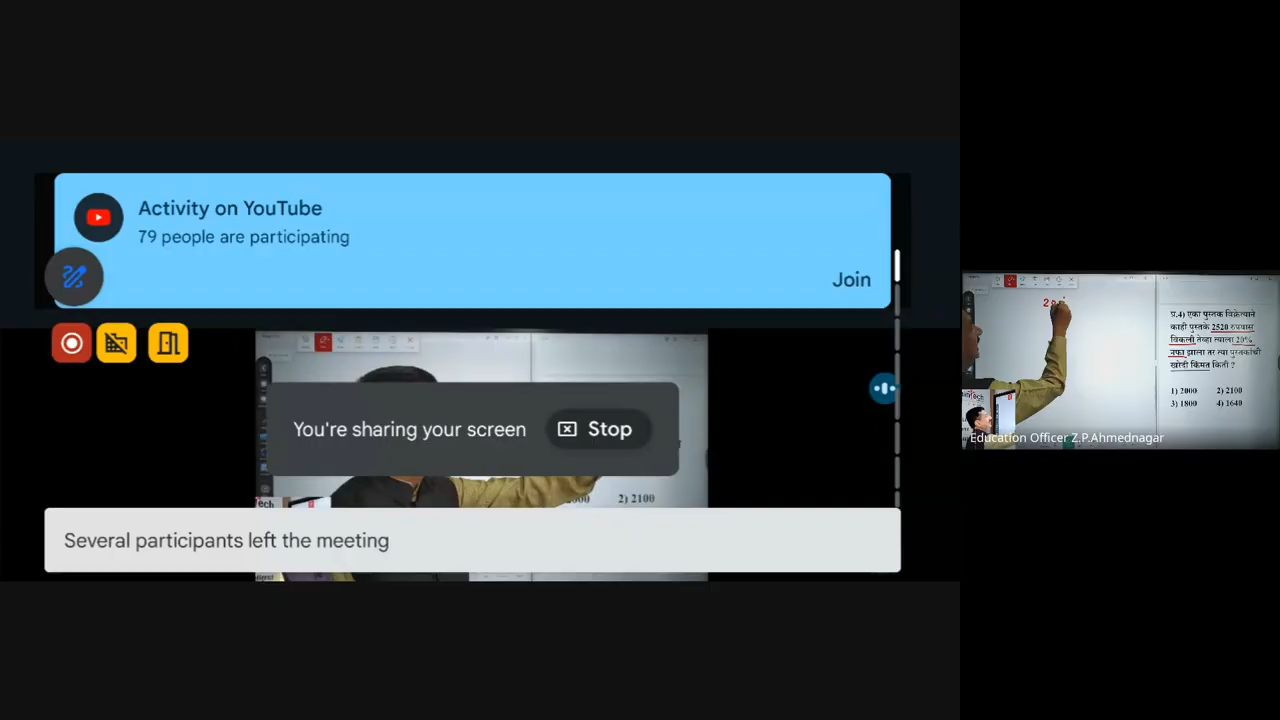 Activity on YouTube
79 people are participating
Join
You're sharing your screen
Stop
2) 2100
Several participants left the meeting
प्र.4) एका पुस्तक विक्रेत्याने
काही पुस्तके 2520 रुपयास
विकली तेव्हा त्याला 20%
नफा झाला तर त्या पुस्तकांची
खरेदी किंमत किती ?
1) 2000 2) 2100
3) 1800 4) 1640
Education Officer Z.P.Ahmednagar